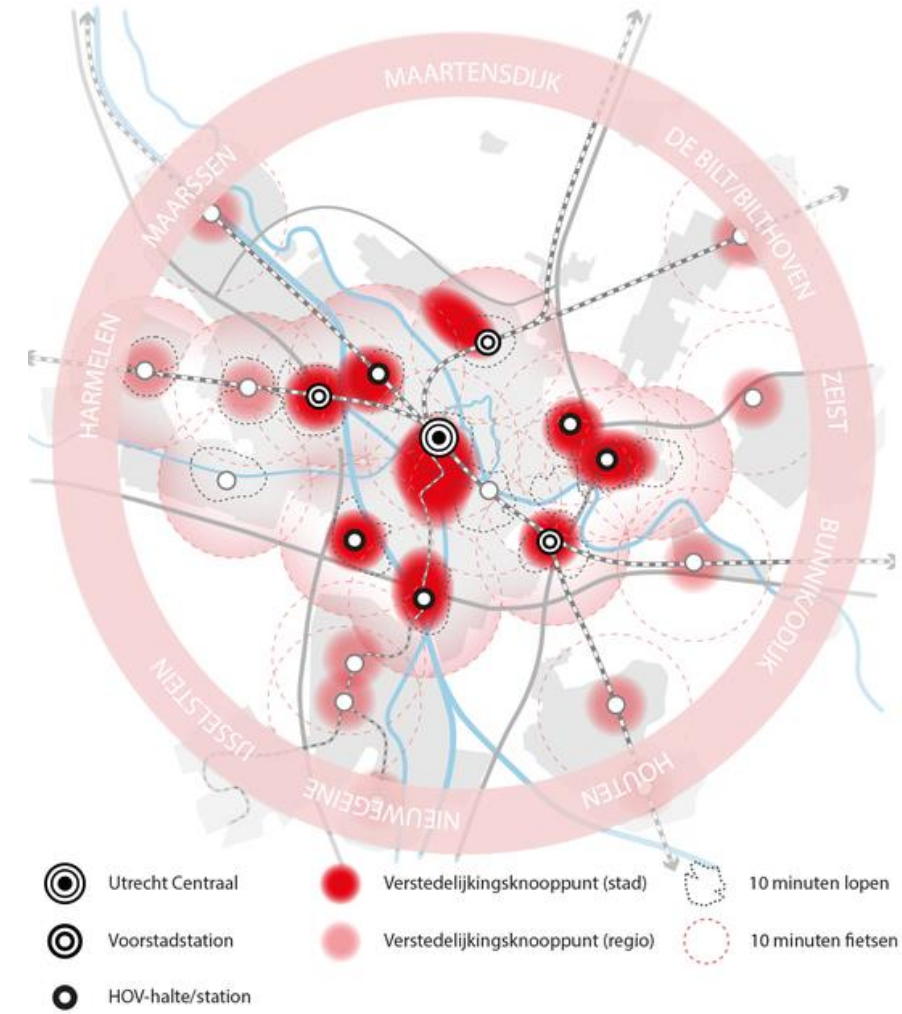 MAARTENSDIJK
DE BILT/BILTHOVEN
MAARSSEN
HARMELEN
ZEIST
BUNNIK/ODIJK
IJSSELSTEIN
HOUTEN
NIEUWEGEINE
Utrecht Centraal
Verstedelijkingsknooppunt (stad)
10 minuten lopen
Voorstadstation
Verstedelijkingsknooppunt (regio)
10 minuten fietsen
HOV-halte/station